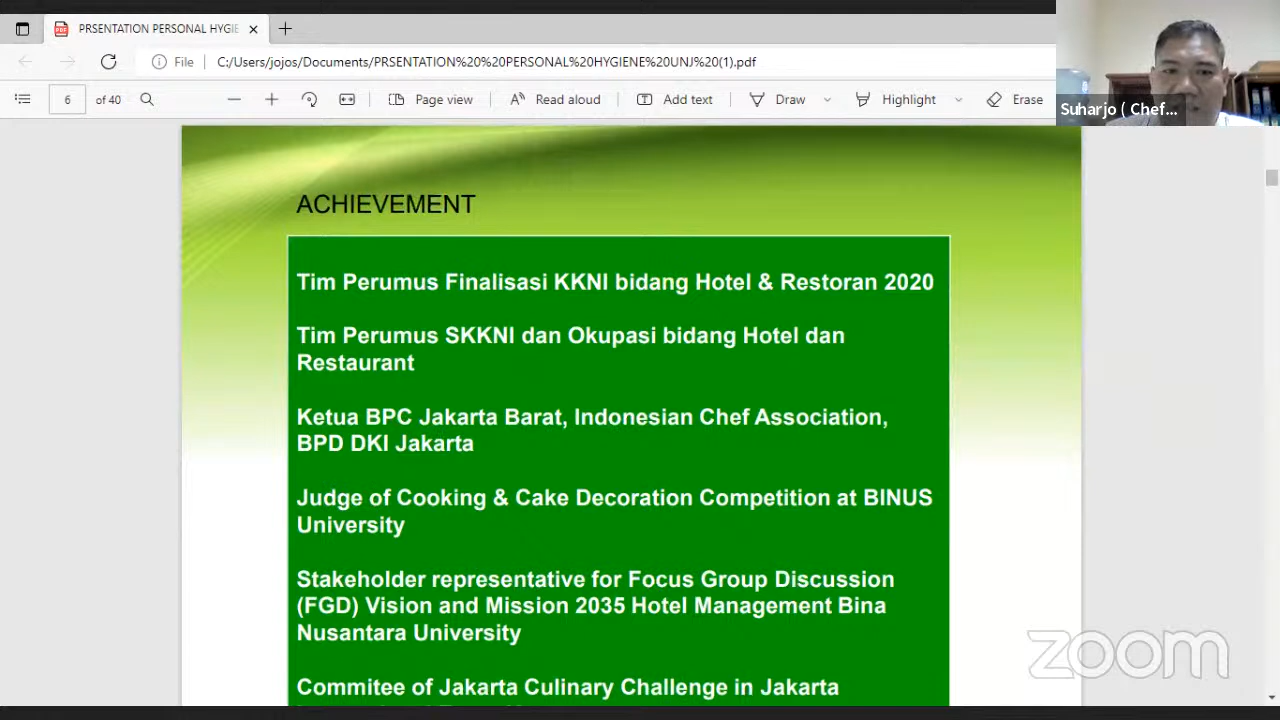 PRSENTATION PERSONAL HYGIE
File
C:/Users/jojos/Documents/PRSENTATION%20%20PERSONAL%20HYGIENE%20UNJ%20(1).pdf
6 of 40
Page view
Read aloud
Add text
Draw
Highlight
Erase
Suharjo ( Chef...
ACHIEVEMENT
Tim Perumus Finalisasi KKNI bidang Hotel & Restoran 2020
Tim Perumus SKKNI dan Okupasi bidang Hotel dan
Restaurant
Ketua BPC Jakarta Barat, Indonesian Chef Association,
BPD DKI Jakarta
Judge of Cooking & Cake Decoration Competition at BINUS
University
Stakeholder representative for Focus Group Discussion
(FGD) Vision and Mission 2035 Hotel Management Bina
Nusantara University
Commitee of Jakarta Culinary Challenge in Jakarta
zoom